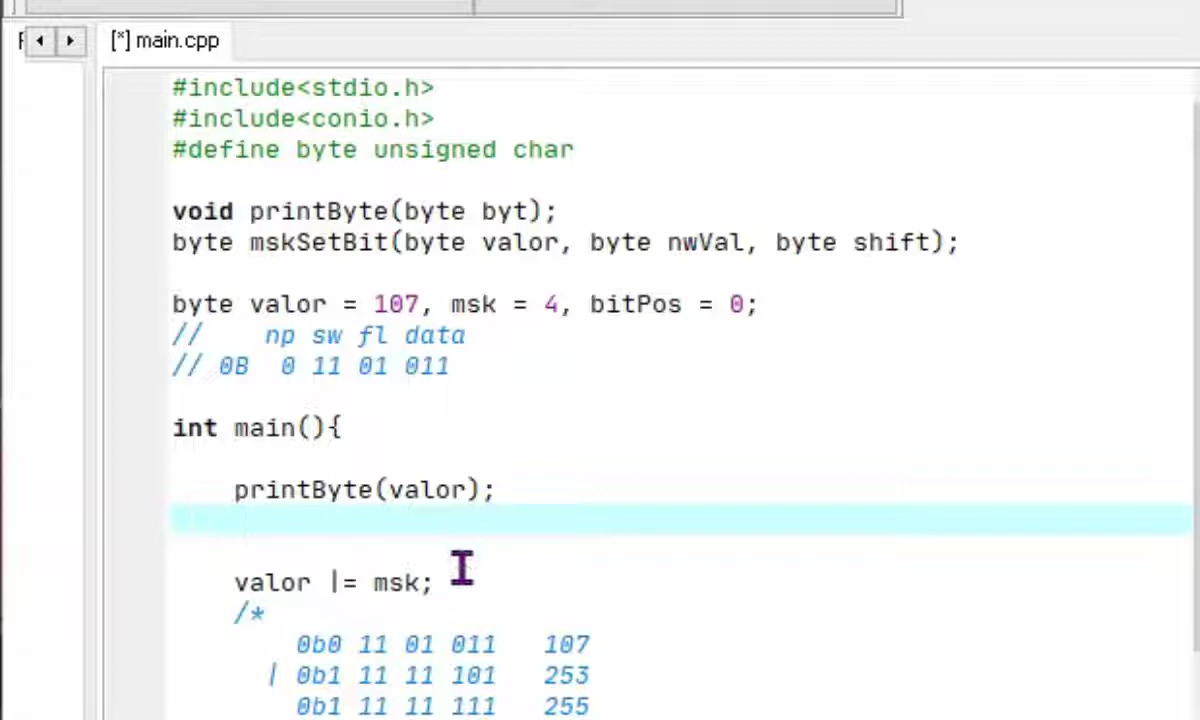 [*] main.cpp
#include<stdio.h>
#include<conio.h>
#define byte unsigned char
void printByte(byte byt);
byte mskSetBit(byte valor, byte nwVal, byte shift);
byte valor = 107, msk = 4, bitPos = 0;
//    np sw fl data
// 0B  0 11 01 011
int main(){
printByte(valor);
valor |= msk;
/*
0b0 11 01 011   107
| 0b1 11 11 101   253
0b1 11 11 111   255